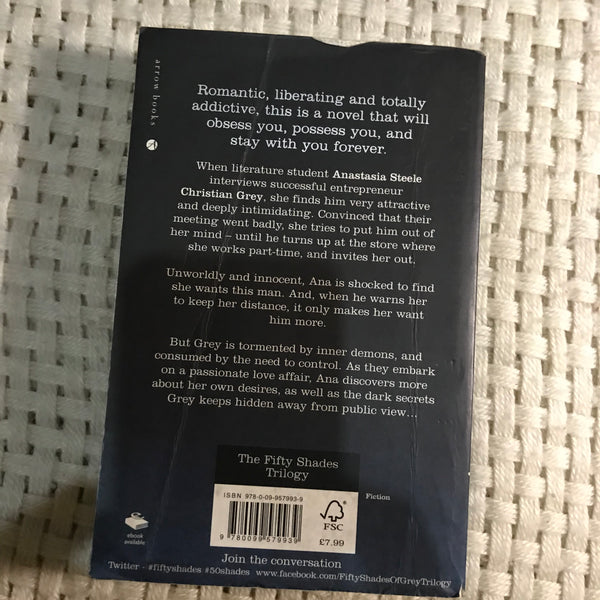 arrow books
Romantic, liberating and totally
addictive, this is a novel that will
obsess you, possess you, and
stay with you forever.
When literature student Anastasia Steele
interviews successful entrepreneur
Christian Grey, she finds him very attractive
and deeply intimidating. Convinced that their
meeting went badly, she tries to put him out of
her mind – until he turns up at the store where
she works part-time, and invites her out.
Unworldly and innocent, Ana is shocked to find
she wants this man. And, when he warns her
to keep her distance, it only makes her want
him more.
But Grey is tormented by inner demons, and
consumed by the need to control. As they embark
on a passionate love affair, Ana discovers more
about her own desires, as well as the dark secrets
Grey keeps hidden away from public view…
The Fifty Shades
Trilogy
ISBN 978-0-09-957993-9
9 780099 579939
FSC
£7.99
Fiction
ebook
available
Join the conversation
Twitter - #fiftyshades #50shades www.facebook.com/FiftyShadesOfGreyTrilogy